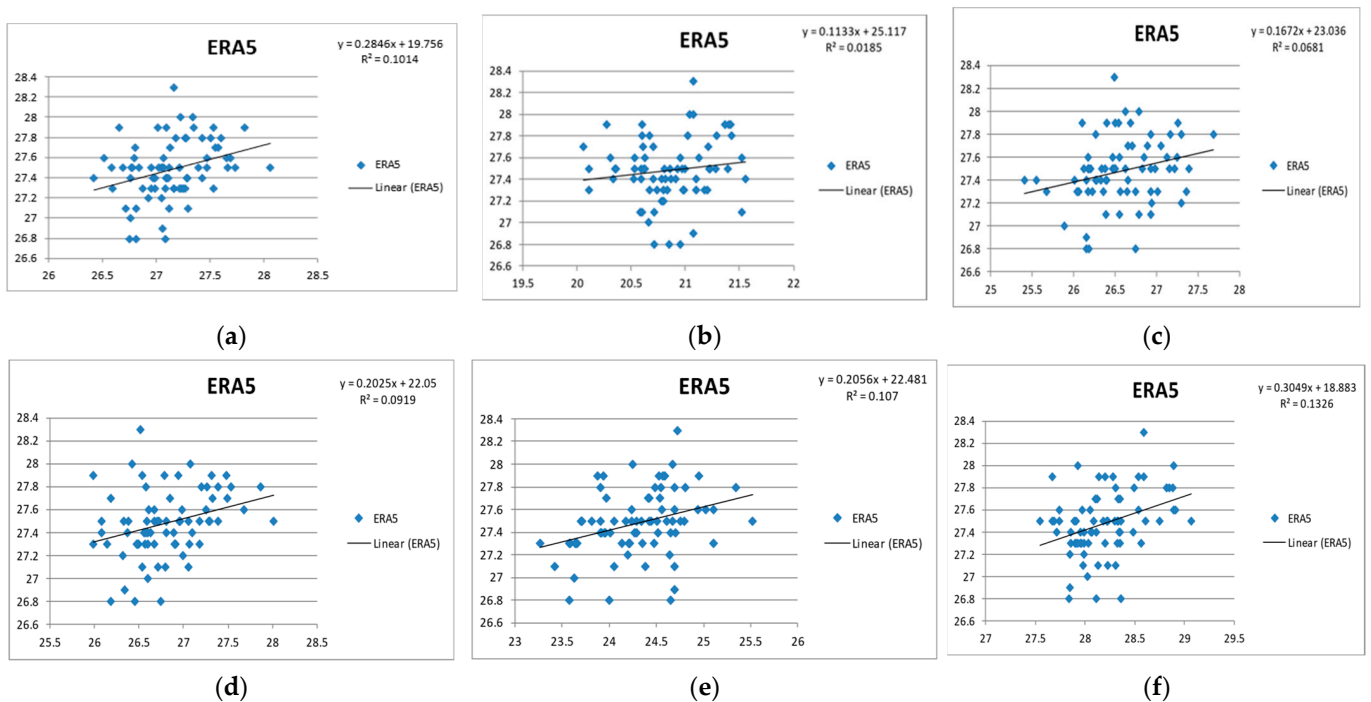 ERA5
y = 0.2846x + 19.756
R² = 0.1014
28.4
28.2
28
27.8
27.6
27.4
27.2
27
26.8
26.6
26 26.5 27 27.5 28 28.5
ERA5
Linear (ERA5)
(a)
ERA5
y = 0.1133x + 25.117
R² = 0.0185
28.4
28.2
28
27.8
27.6
27.4
27.2
27
26.8
26.6
19.5 20 20.5 21 21.5 22
ERA5
Linear (ERA5)
(b)
ERA5
y = 0.1672x + 23.036
R² = 0.0681
28.4
28.2
28
27.8
27.6
27.4
27.2
27
26.8
26.6
25 25.5 26 26.5 27 27.5 28
ERA5
Linear (ERA5)
(c)
ERA5
y = 0.2025x + 22.05
R² = 0.0919
28.4
28.2
28
27.8
27.6
27.4
27.2
27
26.8
26.6
25.5 26 26.5 27 27.5 28 28.5
ERA5
Linear (ERA5)
(d)
ERA5
y = 0.2056x + 22.481
R² = 0.107
28.4
28.2
28
27.8
27.6
27.4
27.2
27
26.8
26.6
23 23.5 24 24.5 25 25.5 26
ERA5
Linear (ERA5)
(e)
ERA5
y = 0.3049x + 18.883
R² = 0.1326
28.4
28.2
28
27.8
27.6
27.4
27.2
27
26.8
26.6
27 27.5 28 28.5 29 29.5
ERA5
Linear (ERA5)
(f)